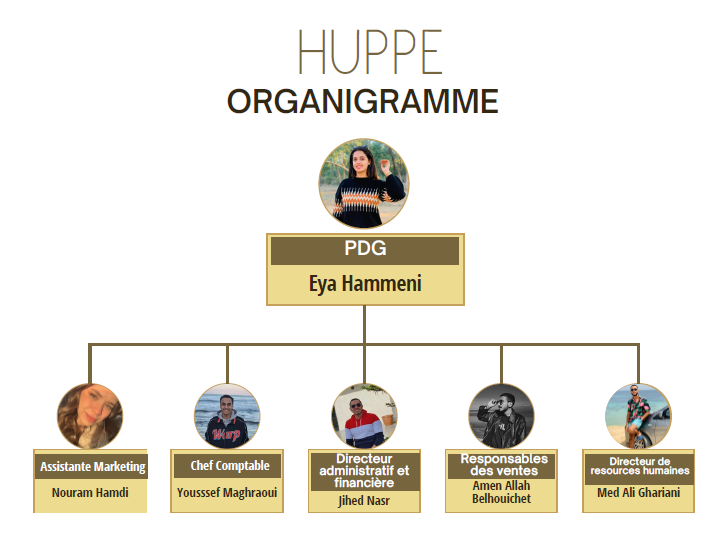 HUPPE
ORGANIGRAMME
PDG
Eya Hammeni
Assistante Marketing
Nouram Hamdi
Chef Comptable
Yousssef Maghraoui
Directeur
administratif et
financière
Jihed Nasr
Responsables
des ventes
Amen Allah
Belhouichet
Directeur de
resources humaines
Med Ali Ghariani